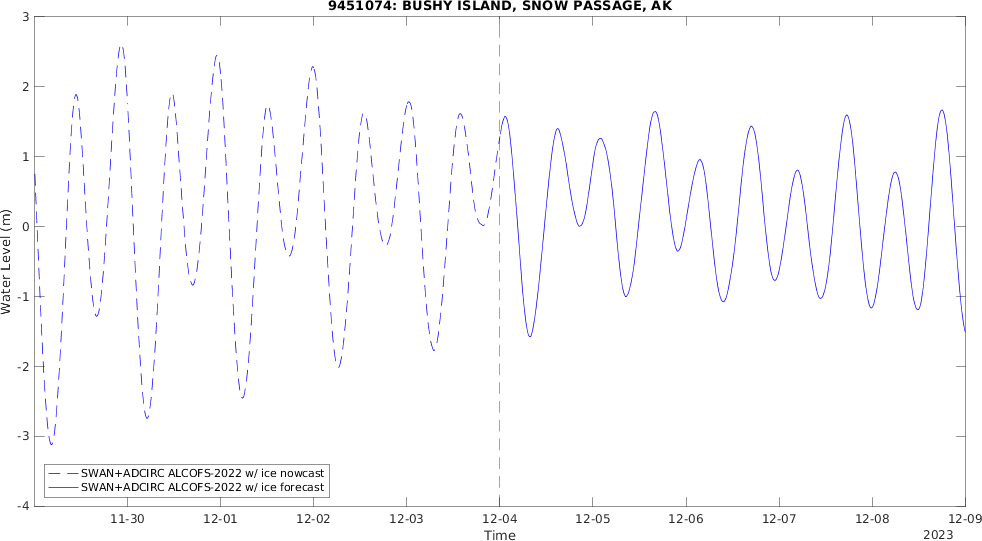 9451074: BUSHY ISLAND, SNOW PASSAGE, AK
3
2
1
0
-1
-2
-3
-4
Water Level (m)
SWAN+ADCIRC ALCOFS-2022 w/ ice nowcast
SWAN+ADCIRC ALCOFS-2022 w/ ice forecast
11-30 12-01 12-02 12-03 12-04 12-05 12-06 12-07 12-08 12-09
Time
2023